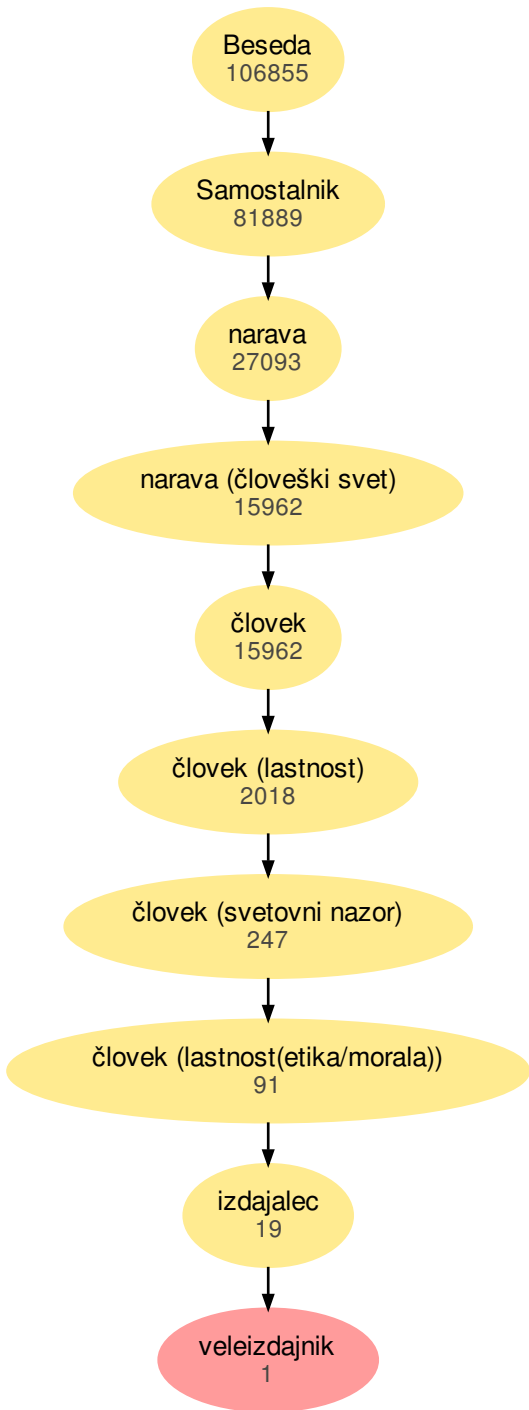 Beseda
106855
Samostalnik
81889
narava
27093
narava (človeški svet)
15962
človek
15962
človek (lastnost)
2018
človek (svetovni nazor)
247
človek (lastnost(etika/morala))
91
izdajalec
19
veleizdajnik
1